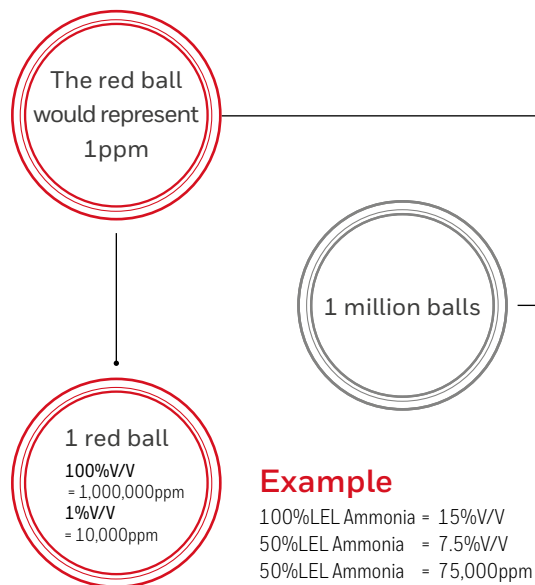 The red ball
would represent
1ppm
1 million balls
1 red ball
100%V/V
= 1,000,000ppm
1%V/V
= 10,000ppm
Example
100%LEL Ammonia = 15%V/V
50%LEL Ammonia = 7.5%V/V
50%LEL Ammonia = 75,000ppm